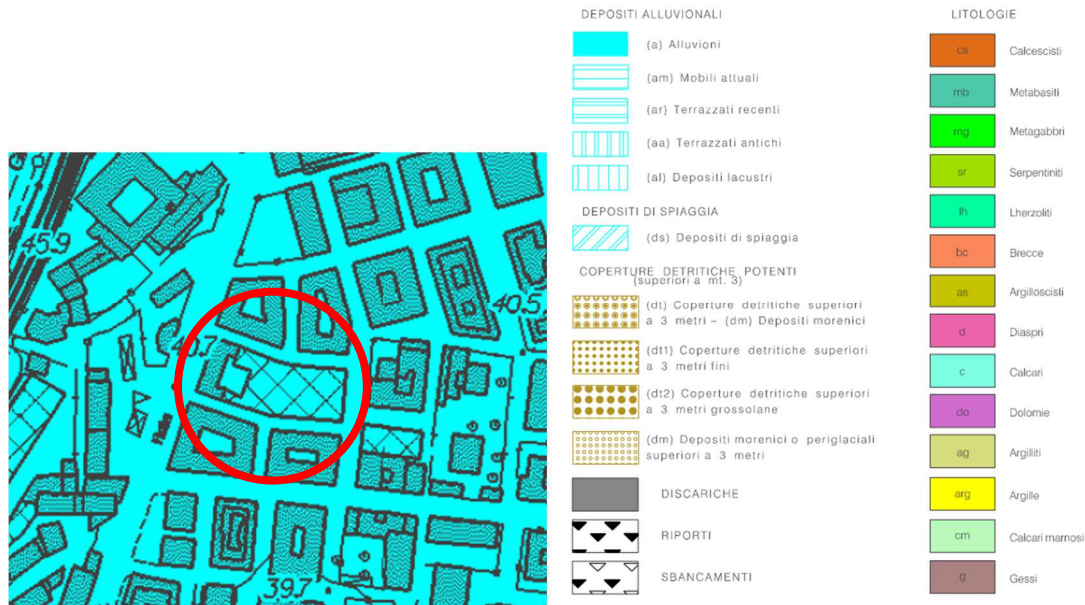 45.9
40.5
40.7
39.7
DEPOSITI ALLUVIONALI
(a) Alluvioni
(am) Mobili attuali
(ar) Terrazzati recenti
(aa) Terrazzati antichi
(al) Depositi lacustri
DEPOSITI DI SPIAGGIA
(ds) Depositi di spiaggia
COPERTURE DETRITICHE POTENTI
(superiori a mt. 3)
(dt) Coperture detritiche superiori
a 3 metri – (dm) Depositi morenici
(dt1) Coperture detritiche superiori
a 3 metri fini
(dt2) Coperture detritiche superiori
a 3 metri grossolane
(dm) Depositi morenici o periglaciali
superiori a 3 metri
DISCARICHE
RIPORTI
SBANCAMENTI
LITOLOGIE
cs Calcescisti
mb Metabasiti
mg Metagabbri
sr Serpentiniti
lh Lherzoliti
bc Brecce
as Argilloscisti
d Diaspri
c Calcari
do Dolomie
ag Argilliti
arg Argille
cm Calcari marnosi
g Gessi